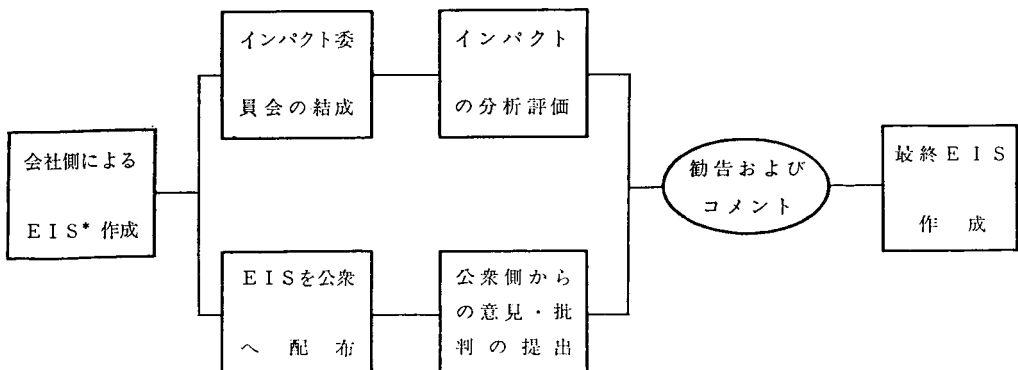 会社側による
EIS*作成
インパクト委
員会の結成
インパクト
の分析評価
EISを公衆
へ配布
公衆側から
の意見・批
判の提出
勧告および
コメント
最終EIS
作成